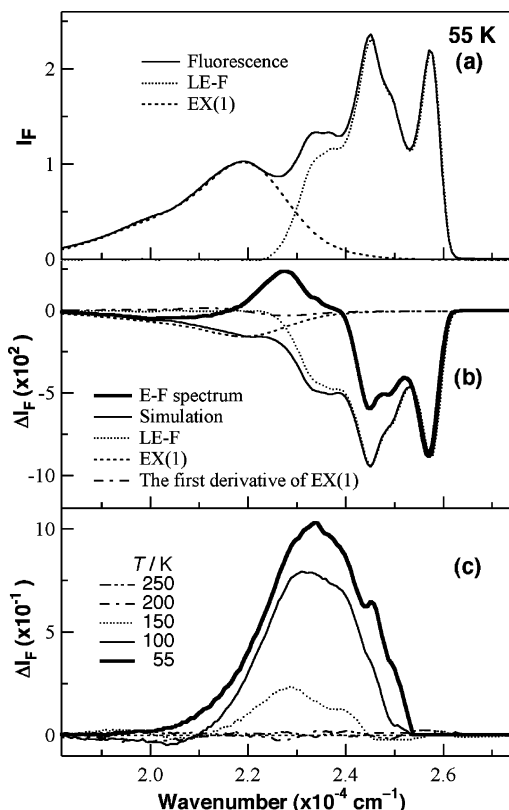 55 K
(a)
Fluorescence
LE-F
EX(1)
I_F
2
1
0
(b)
ΔI_F (x10²)
0
-5
-10
E-F spectrum
Simulation
LE-F
EX(1)
The first derivative of EX(1)
(c)
ΔI_F (x10⁻¹)
10
5
0
T / K
250
200
150
100
55
2.0 2.2 2.4 2.6
Wavenumber (x10⁻⁴ cm⁻¹)